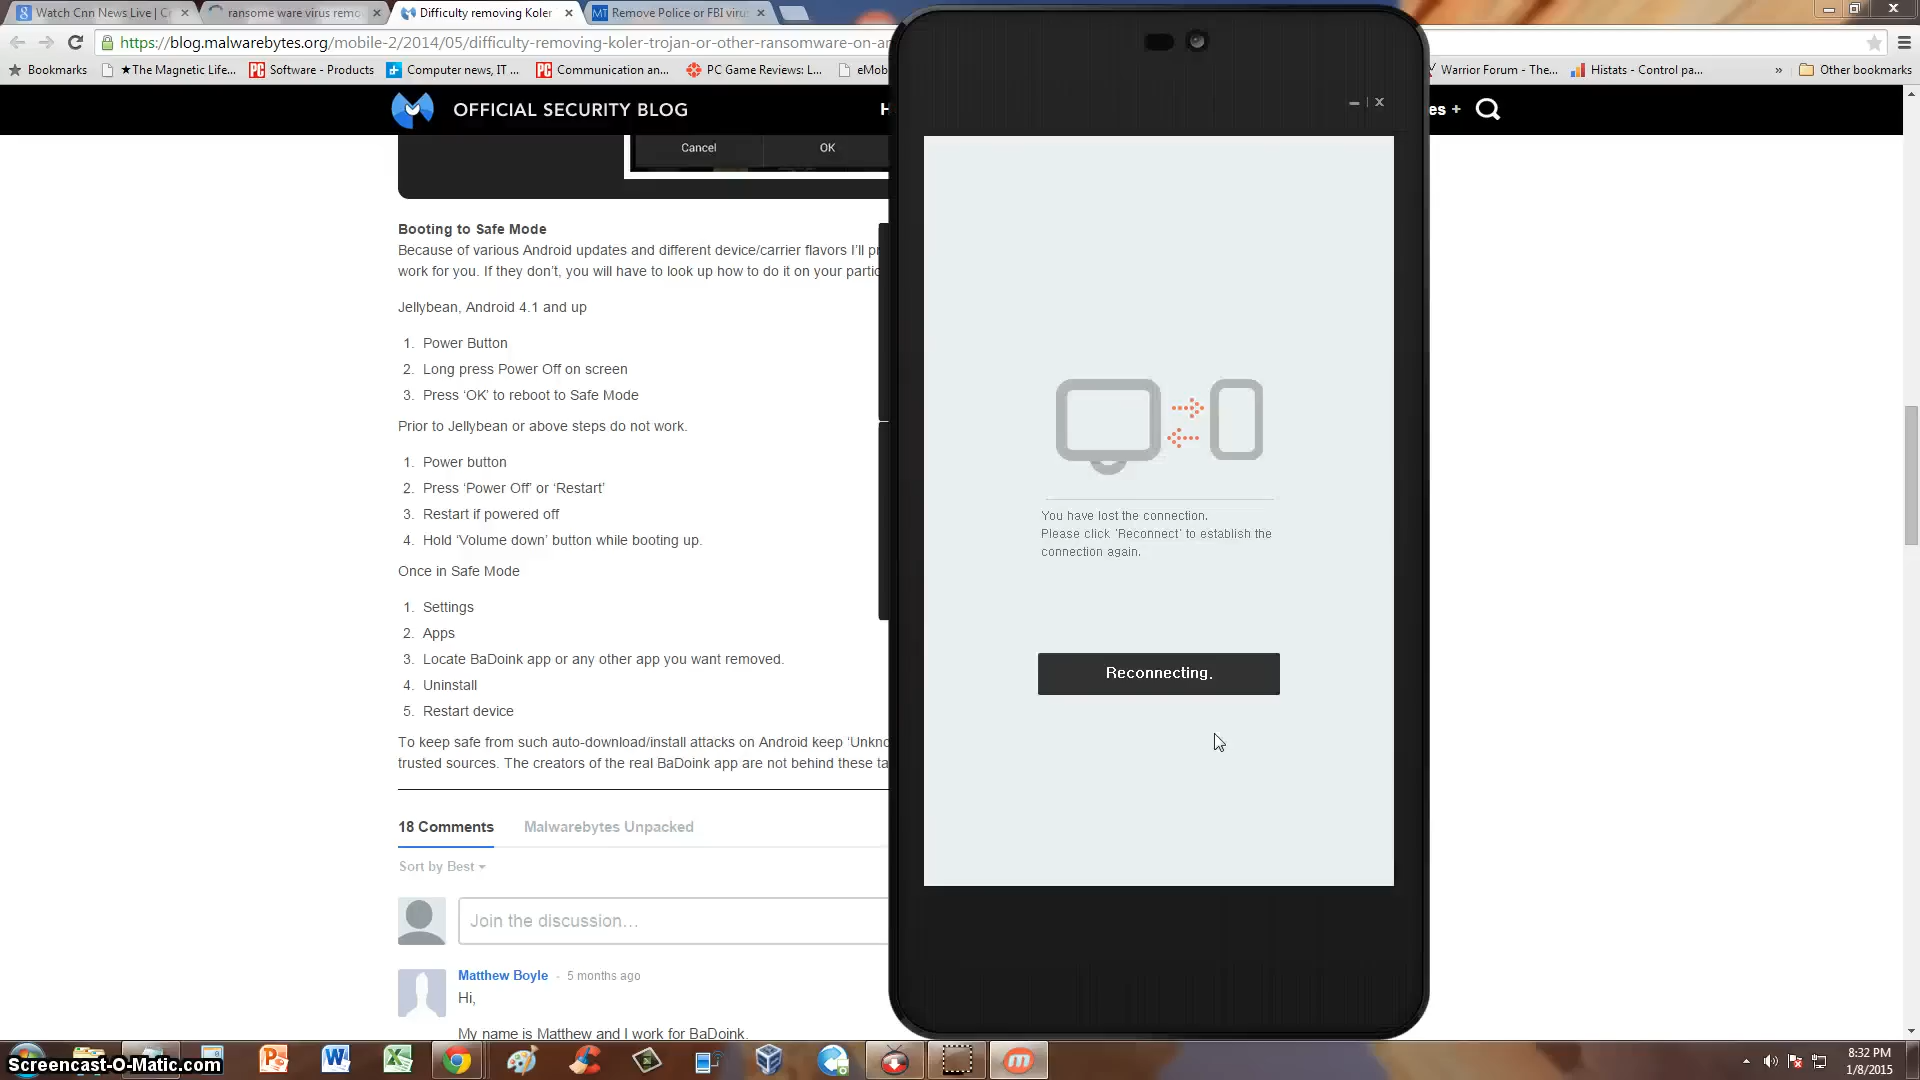 Watch Cnn News Live | C
ransome ware virus remo
Difficulty removing Koler
Remove Police or FBI virus
https://blog.malwarebytes.org/mobile-2/2014/05/difficulty-removing-koler-trojan-or-other-ransomware-on-an
Bookmarks
★The Magnetic Life...
Software - Products
Computer news, IT ...
Communication an...
PC Game Reviews: L...
eMob
Warrior Forum - The...
Histats - Control pa...
»
Other bookmarks
OFFICIAL SECURITY BLOG
H
es +
Cancel
OK
Booting to Safe Mode
Because of various Android updates and different device/carrier flavors I'll pr
work for you. If they don't, you will have to look up how to do it on your partic
Jellybean, Android 4.1 and up
1. Power Button
2. Long press Power Off on screen
3. Press ‘OK’ to reboot to Safe Mode
Prior to Jellybean or above steps do not work.
1. Power button
2. Press ‘Power Off’ or ‘Restart’
3. Restart if powered off
4. Hold ‘Volume down’ button while booting up.
Once in Safe Mode
1. Settings
2. Apps
3. Locate BaDoink app or any other app you want removed.
4. Uninstall
5. Restart device
To keep safe from such auto-download/install attacks on Android keep ‘Unkno
trusted sources. The creators of the real BaDoink app are not behind these ta
18 Comments
Malwarebytes Unpacked
Sort by Best
Join the discussion...
Matthew Boyle - 5 months ago
Hi,
My name is Matthew and I work for BaDoink.
You have lost the connection.
Please click 'Reconnect' to establish the
connection again.
Reconnecting.
Screencast-O-Matic.com
8:32 PM
1/8/2015